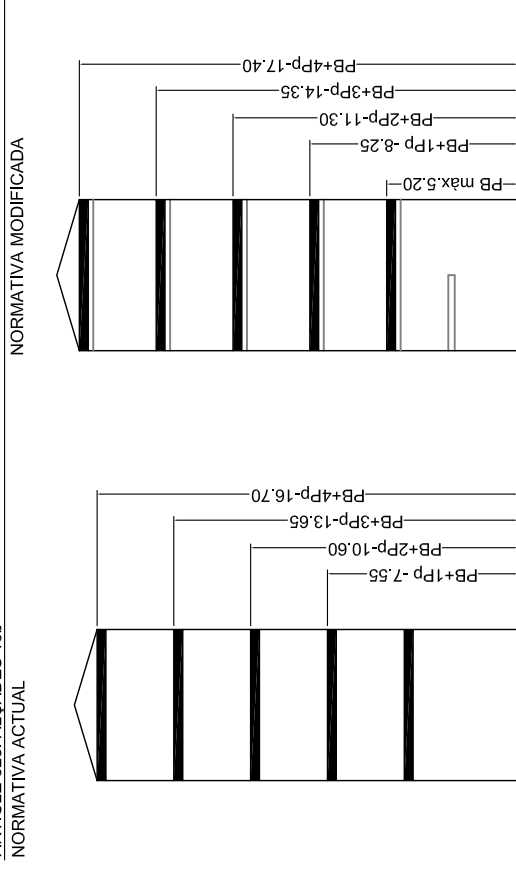 NORMATIVA ACTUAL
PB+4Pp-16.70
PB+3Pp-13.65
PB+2Pp-10.60
PB+1Pp -7.55
NORMATIVA MODIFICADA
PB+4Pp-17.40
PB+3Pp-14.35
PB+2Pp-11.30
PB+1Pp -8.25
PB màx.5.20